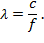 λ = c/f.